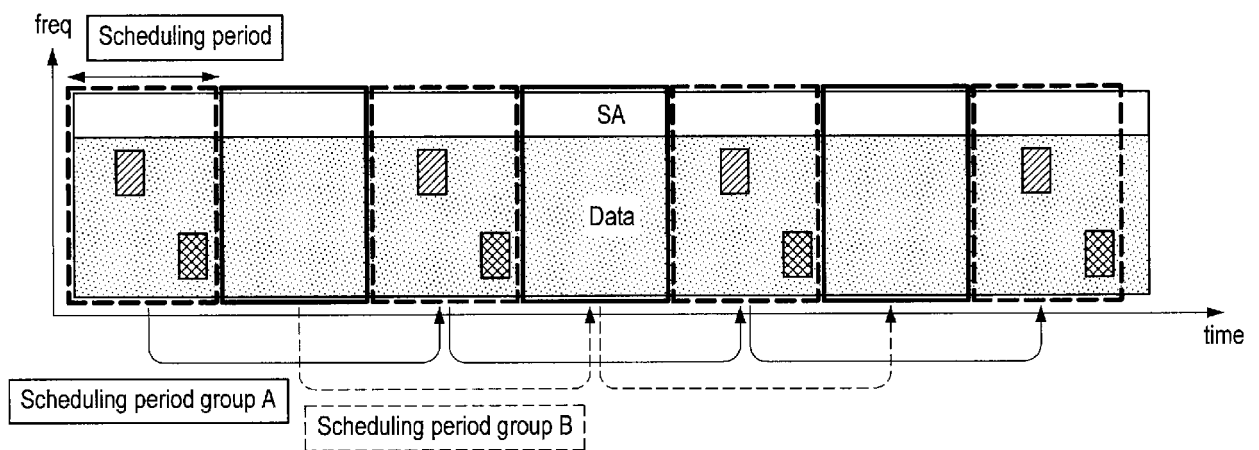 freq
Scheduling period
SA
Data
time
Scheduling period group A
Scheduling period group B